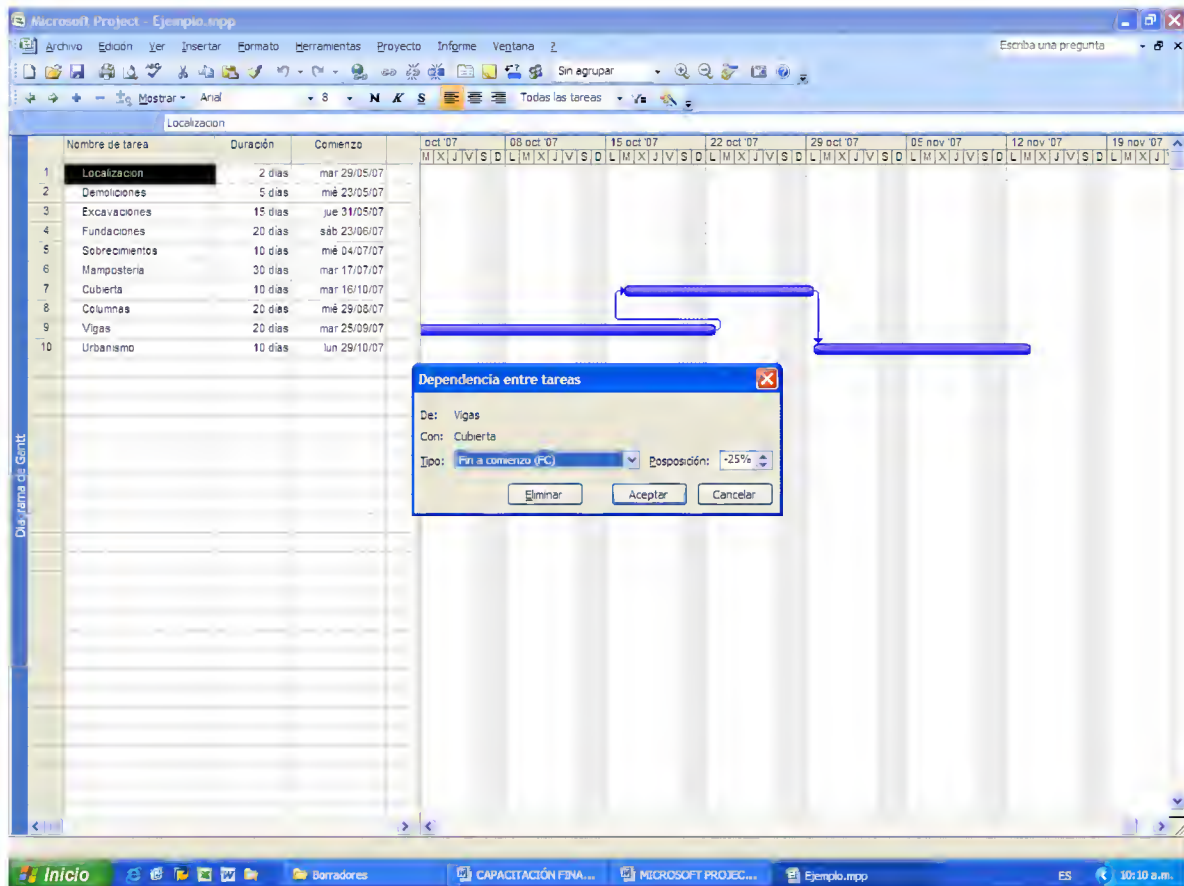 Microsoft Project - Ejemplo.mpp
Archivo Edición Ver Insertar Formato Herramientas Proyecto Informe Ventana ? Escriba una pregunta
Sin agrupar
Mostrar Arial 8 N K S Todas las tareas
Localizacion
Nombre de tarea Duración Comienzo oct '07 08 oct '07 15 oct '07 22 oct '07 29 oct '07 05 nov '07 12 nov '07 19 nov '07
M X J V S D L M X J V S D L M X J V S D L M X J V S D L M X J V S D L M X J V S D L M X J V S D L M X J
1 Localizacion 2 días mar 29/05/07
2 Demoliciones 5 días mié 23/05/07
3 Excavaciones 15 días jue 31/05/07
4 Fundaciones 20 días sáb 23/06/07
5 Sobrecimientos 10 días mié 04/07/07
6 Mamposteria 30 días mar 17/07/07
7 Cubierta 10 días mar 16/10/07
8 Columnas 20 días mié 29/08/07
9 Vigas 20 días mar 25/09/07
10 Urbanismo 10 días lun 29/10/07
Dependencia entre tareas
De: Vigas
Con: Cubierta
Tipo: Fin a comienzo (FC) Posposición: -25%
Eliminar Aceptar Cancelar
Diagrama de Gantt
Inicio Borradores CAPACITACIÓN FINA... MICROSOFT PROJEC... Ejemplo.mpp ES 10:10 a.m.